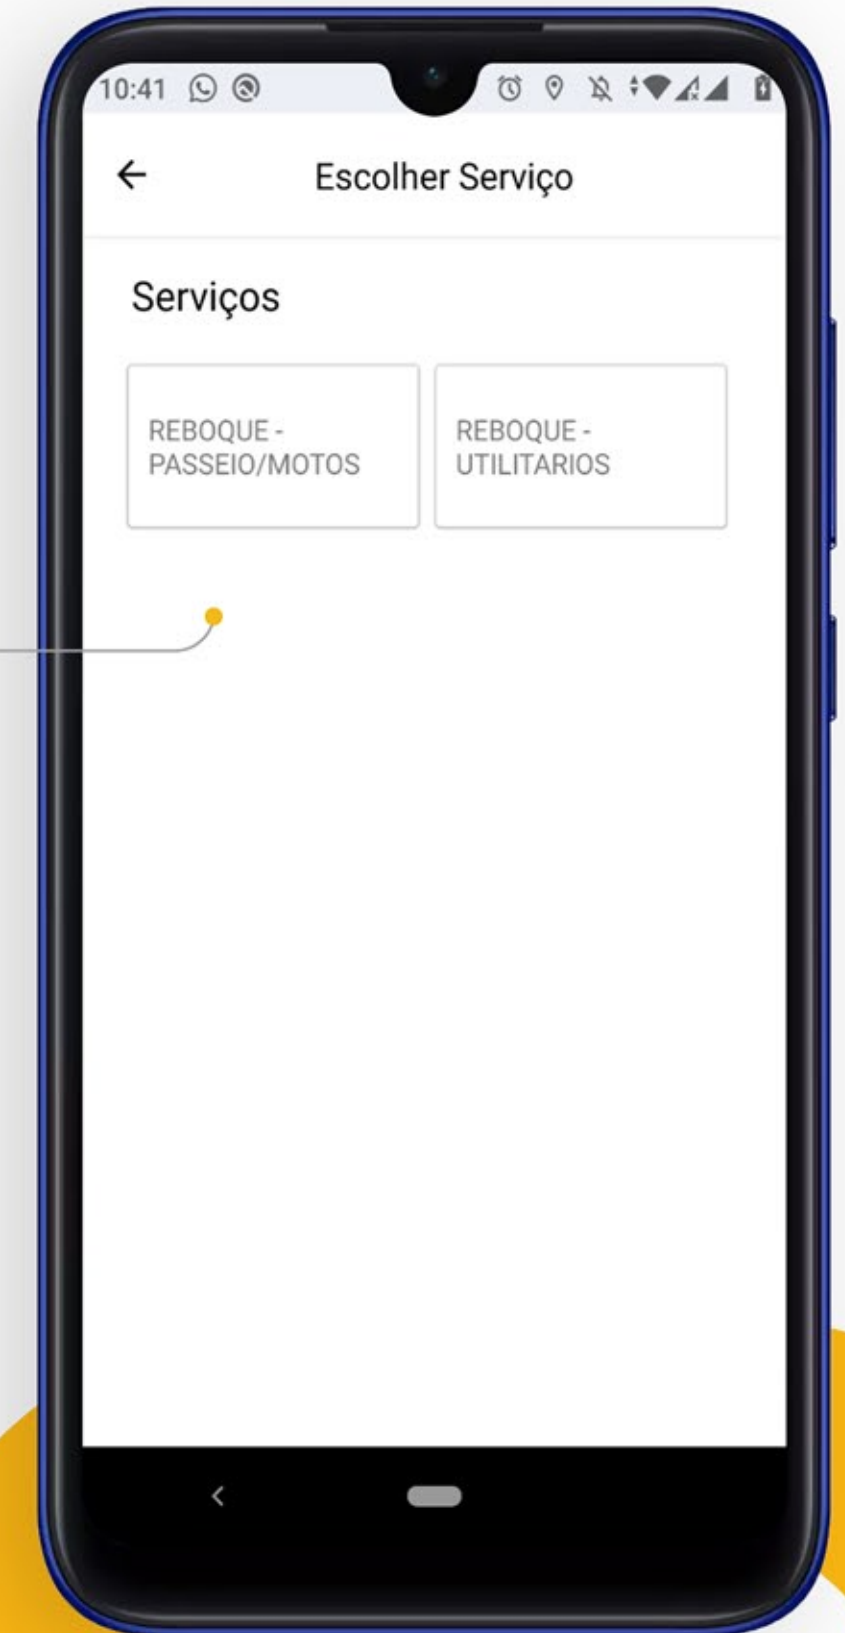 10:41
Escolher Serviço
Serviços
REBOQUE -
PASSEIO/MOTOS
REBOQUE -
UTILITARIOS